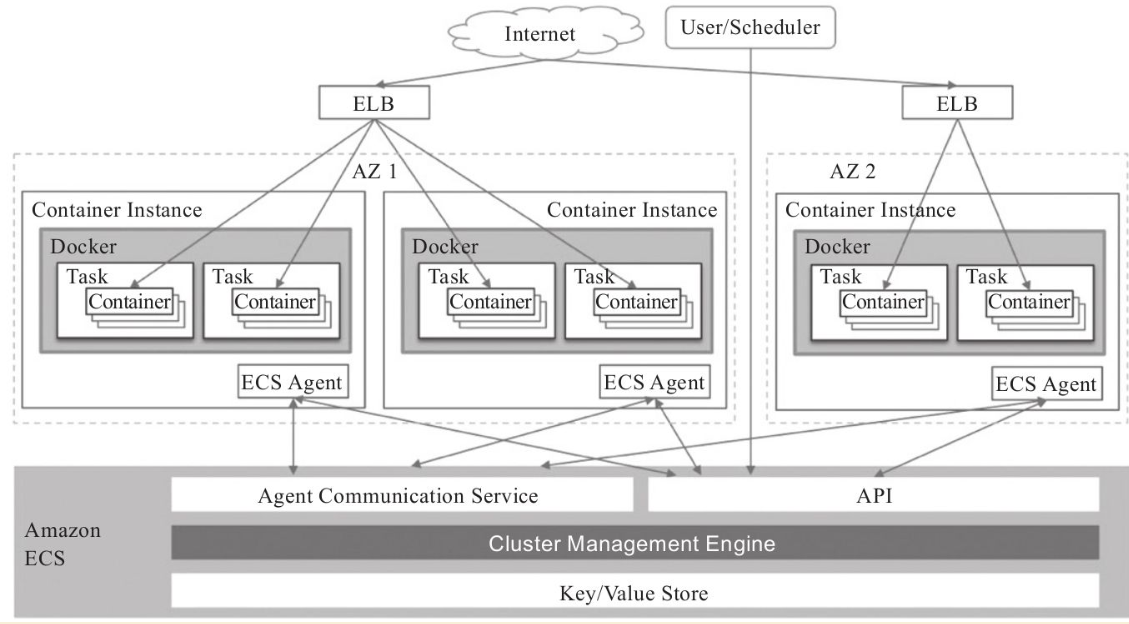 Internet
User/Scheduler
ELB
ELB
AZ 1
AZ 2
Container Instance
Container Instance
Container Instance
Docker
Docker
Docker
Task
Task
Task
Task
Task
Task
Container
Container
Container
Container
Container
Container
ECS Agent
ECS Agent
ECS Agent
Agent Communication Service
API
Amazon
ECS
Cluster Management Engine
Key/Value Store